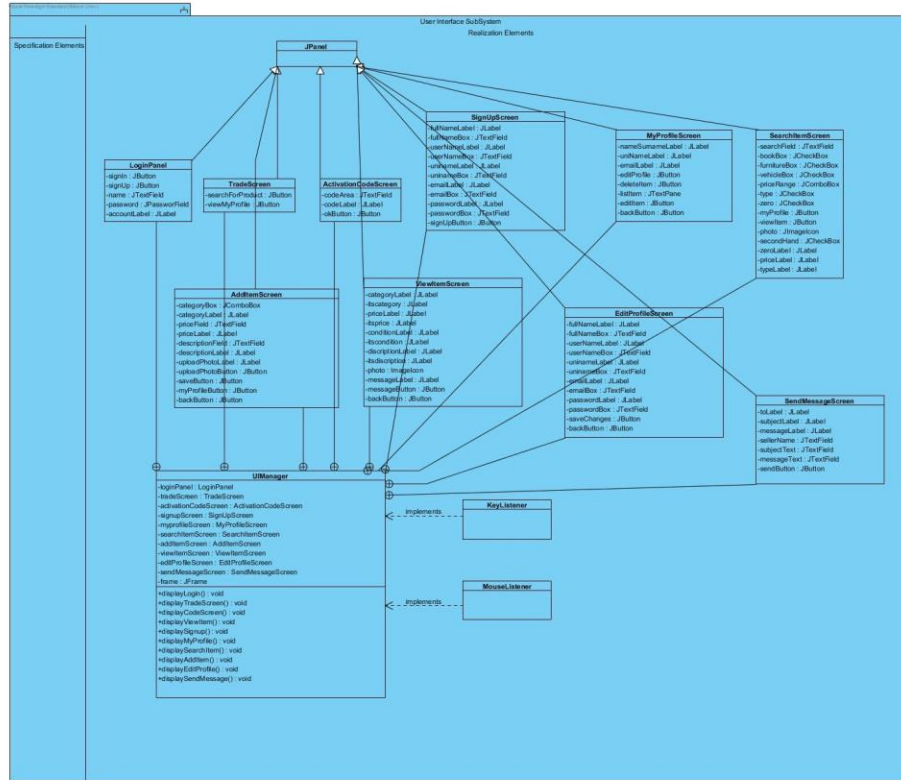 User Interface SubSystem
Specification Elements
Realization Elements
JPanel
LoginPanel
-signIn : JButton
-signUp : JButton
-name : JTextField
-password : JPassworField
-accountLabel : JLabel
TradeScreen
-searchForProduct : JButton
-viewMyProfile : JButton
ActivationCodeScreen
-codeArea : JTextField
-codeLabel : JLabel
-okButton : JButton
SignUpScreen
-fullNameLabel : JLabel
-fullNameBox : JTextField
-userNameLabel : JLabel
-userNameBox : JTextField
-uninameLabel : JLabel
-uninameBox : JTextField
-emailLabel : JLabel
-emailBox : JTextField
-passwordLabel : JLabel
-passwordBox : JTextField
-signUpButton : JButton
MyProfileScreen
-nameSurnameLabel : JLabel
-uniNameLabel : JLabel
-emailLabel : JLabel
-editProfile : JButton
-deleteItem : JButton
-listItem : JTextPane
-editItem : JButton
-backButton : JButton
SearchItemScreen
-searchField : JTextField
-bookBox : JCheckBox
-furnitureBox : JCheckBox
-vehicleBox : JCheckBox
-priceRange : JComboBox
-type : JCheckBox
-zero : JCheckBox
-myProfile : JButton
-viewItem : JButton
-photo : JImageIcon
-secondHand : JCheckBox
-zeroLabel : JLabel
-priceLabel : JLabel
-typeLabel : JLabel
AddItemScreen
-categoryBox : JComboBox
-categoryLabel : JLabel
-priceField : JTextField
-priceLabel : JLabel
-descriptionField : JTextField
-descriptionLabel : JLabel
-uploadPhotoLabel : JLabel
-uploadPhotoButton : JButton
-saveButton : JButton
-myProfileButton : JButton
-backButton : JButton
ViewItemScreen
-categoryLabel : JLabel
-itscategory : JLabel
-priceLabel : JLabel
-itsprice : JLabel
-conditionLabel : JLabel
-itscondition : JLabel
-discriptionLabel : JLabel
-itsdiscription : JLabel
-photo : ImageIcon
-messageLabel : JLabel
-messageButton : JButton
-backButton : JButton
EditProfileScreen
-fullNameLabel : JLabel
-fullNameBox : JTextField
-userNameLabel : JLabel
-userNameBox : JTextField
-uninameLabel : JLabel
-uninameBox : JTextField
-emailLabel : JLabel
-emailBox : JTextField
-passwordLabel : JLabel
-passwordBox : JTextField
-saveChanges : JButton
-backButton : JButton
SendMessageScreen
-toLabel : JLabel
-subjectLabel : JLabel
-messageLabel : JLabel
-sellerName : JTextField
-subjectText : JTextField
-messageText : JTextField
-sendButton : JButton
UIManager
-loginPanel : LoginPanel
-tradeScreen : TradeScreen
-activationCodeScreen : ActivationCodeScreen
-signupScreen : SignUpScreen
-myprofileScreen : MyProfileScreen
-searchItemScreen : SearchItemScreen
-addItemScreen : AddItemScreen
-viewItemScreen : ViewItemScreen
-editProfileScreen : EditProfileScreen
-sendMessageScreen : SendMessageScreen
-frame : JFrame
+displayLogin() : void
+displayTradeScreen() : void
+displayCodeScreen() : void
+displayViewItem() : void
+displaySignup() : void
+displayMyProfile() : void
+displaySearchItem() : void
+displayAddItem() : void
+displayEditProfile() : void
+displaySendMessage() : void
implements
KeyListener
implements
MouseListener